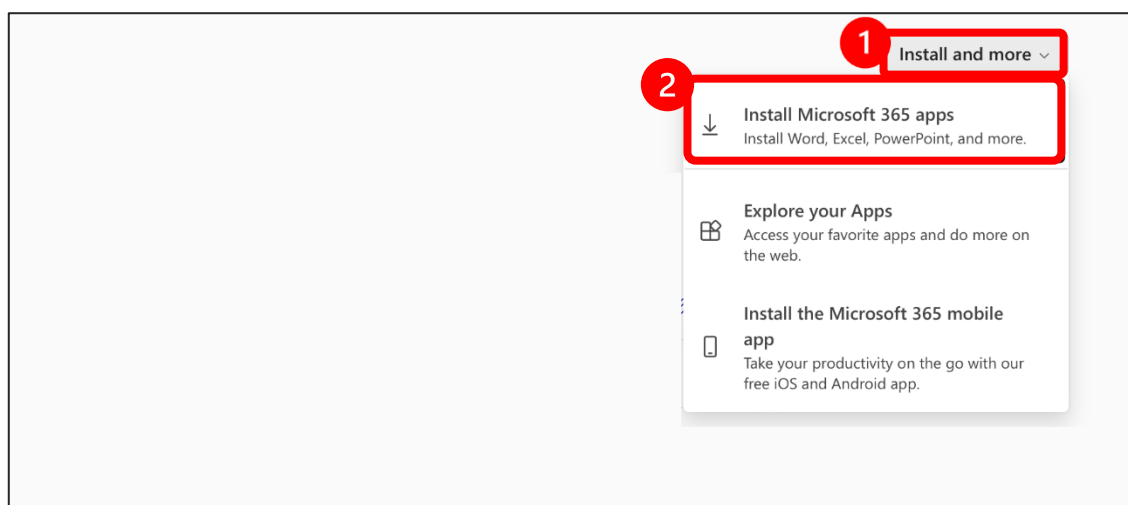 1
Install and more
2
Install Microsoft 365 apps
Install Word, Excel, PowerPoint, and more.
Explore your Apps
Access your favorite apps and do more on
the web.
Install the Microsoft 365 mobile
app
Take your productivity on the go with our
free iOS and Android app.